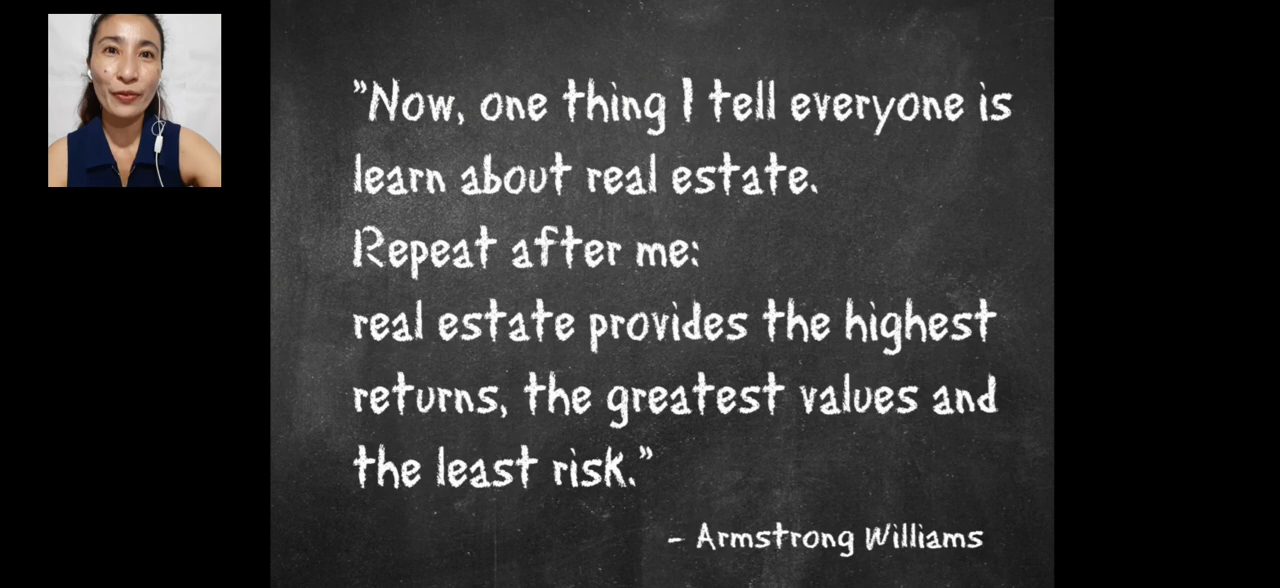 "Now, one thing I tell everyone is
learn about real estate.
Repeat after me:
real estate provides the highest
returns, the greatest values and
the least risk."
- Armstrong Williams